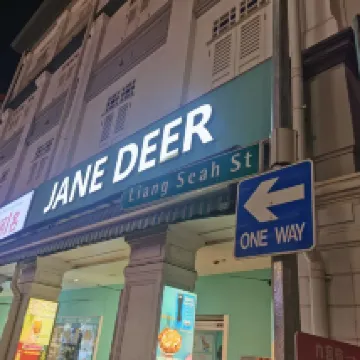 JANE DEER
Liang Seah St
ONE WAY